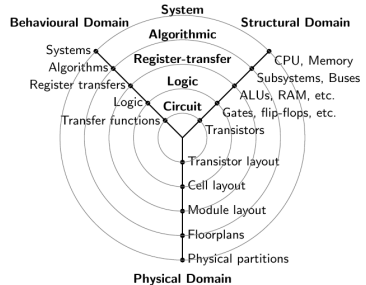 System
Behavioural Domain
Structural Domain
Algorithmic
Register-transfer
Logic
Circuit
Systems
Algorithms
Register transfers
Logic
Transfer functions
CPU, Memory
Subsystems, Buses
ALUs, RAM, etc.
Gates, flip-flops, etc.
Transistors
Transistor layout
Cell layout
Module layout
Floorplans
Physical partitions
Physical Domain